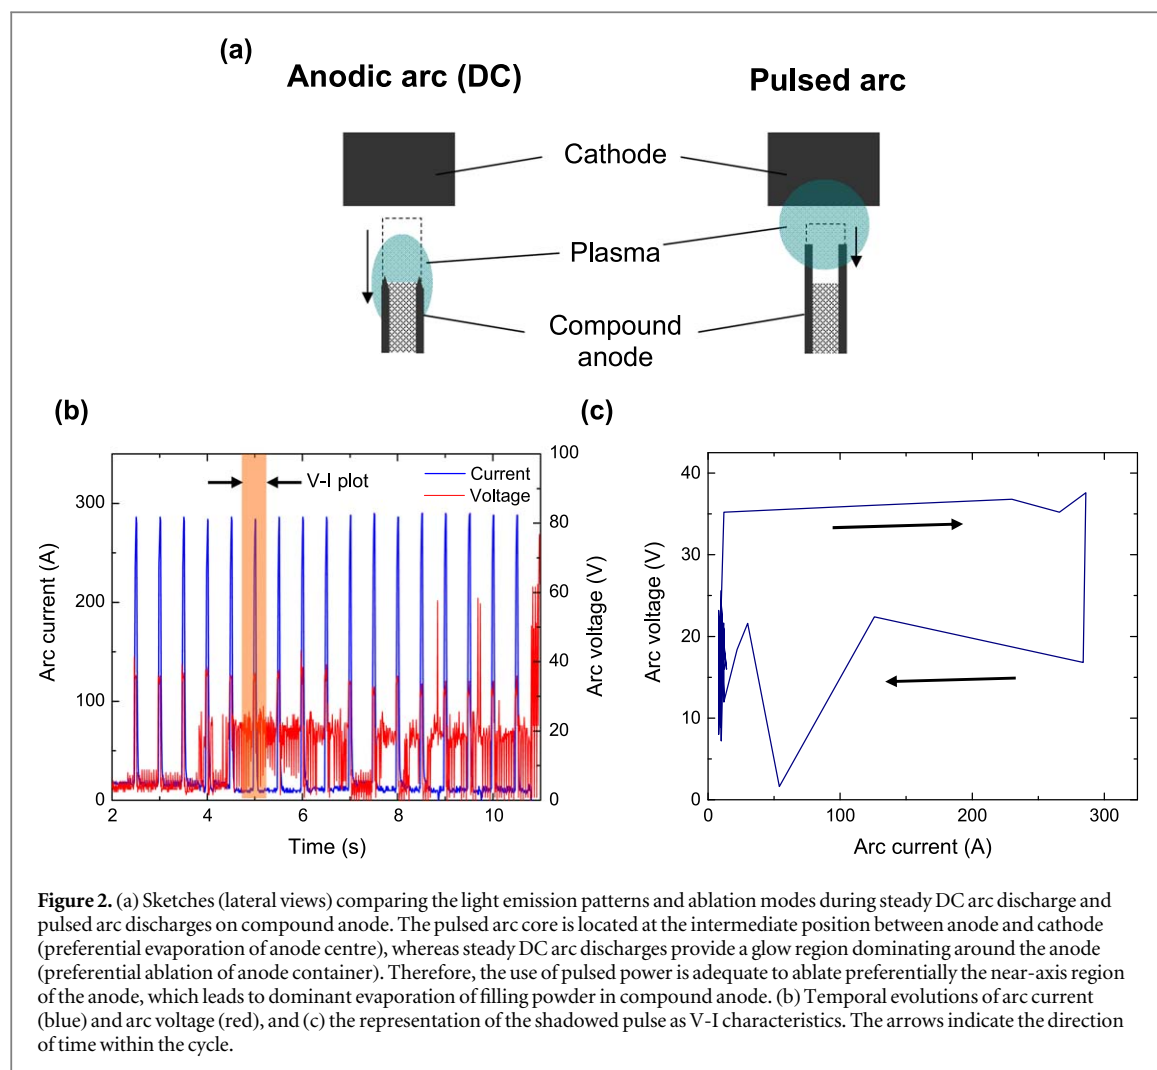 (a)
Anodic arc (DC)
Pulsed arc
Cathode
Plasma
Compound
anode
(b)
(c)
350
300
200
100
0
100
80
60
40
20
0
2
4
6
8
10
Arc current (A)
Arc voltage (V)
Time (s)
V-I plot
Current
Voltage
40
30
20
10
0
0
100
200
300
Arc voltage (V)
Arc current (A)
Figure 2. (a) Sketches (lateral views) comparing the light emission patterns and ablation modes during steady DC arc discharge and
pulsed arc discharges on compound anode. The pulsed arc core is located at the intermediate position between anode and cathode
(preferential evaporation of anode centre), whereas steady DC arc discharges provide a glow region dominating around the anode
(preferential ablation of anode container). Therefore, the use of pulsed power is adequate to ablate preferentially the near-axis region
of the anode, which leads to dominant evaporation of filling powder in compound anode. (b) Temporal evolutions of arc current
(blue) and arc voltage (red), and (c) the representation of the shadowed pulse as V-I characteristics. The arrows indicate the direction
of time within the cycle.